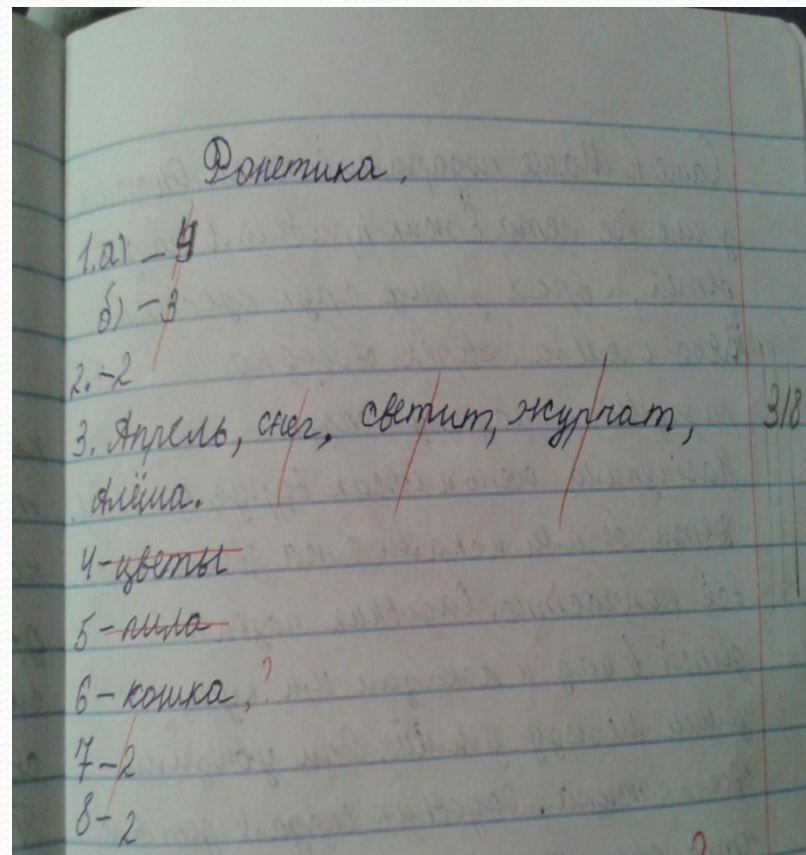 Фонетика.
1. а) – 4
б) – 3
2. – 2
3. Апрель, снег, светит, журчат,
Алёша.
3/8
4 – цветы
5 – пила
6 – кошка, ?
7 – 2
8 – 2
?